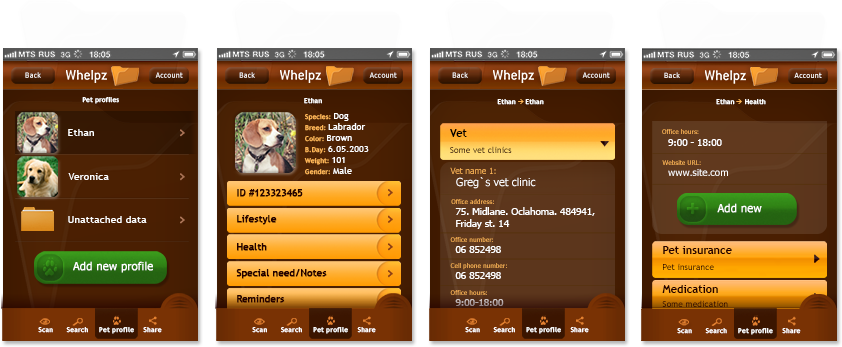 MTS RUS 3G 18:05
Back Whelpz Account
Pet profiles
Ethan
Veronica
Unattached data
Add new profile
Scan Search Pet profile Share
MTS RUS 3G 18:05
Back Whelpz Account
Ethan
Species: Dog
Breed: Labrador
Color: Brown
B.Day: 6.05.2003
Weight: 101
Gender: Male
ID #123323465
Lifestyle
Health
Special need/Notes
Reminders
Scan Search Pet profile Share
MTS RUS 3G 18:05
Back Whelpz Account
Ethan → Ethan
Vet
Some vet clinics
Vet name 1:
Greg`s vet clinic
Office address:
75. Midlane. Oclahoma. 484941,
Friday st. 14
Office number:
06 852498
Cell phone number:
06 852498
Office hours:
9:00-18:00
Scan Search Pet profile Share
MTS RUS 3G 18:05
Back Whelpz Account
Ethan → Health
Office hours:
9:00 - 18:00
Website URL:
www.site.com
Add new
Pet insurance
Pet insurance
Medication
Some medication
Scan Search Pet profile Share